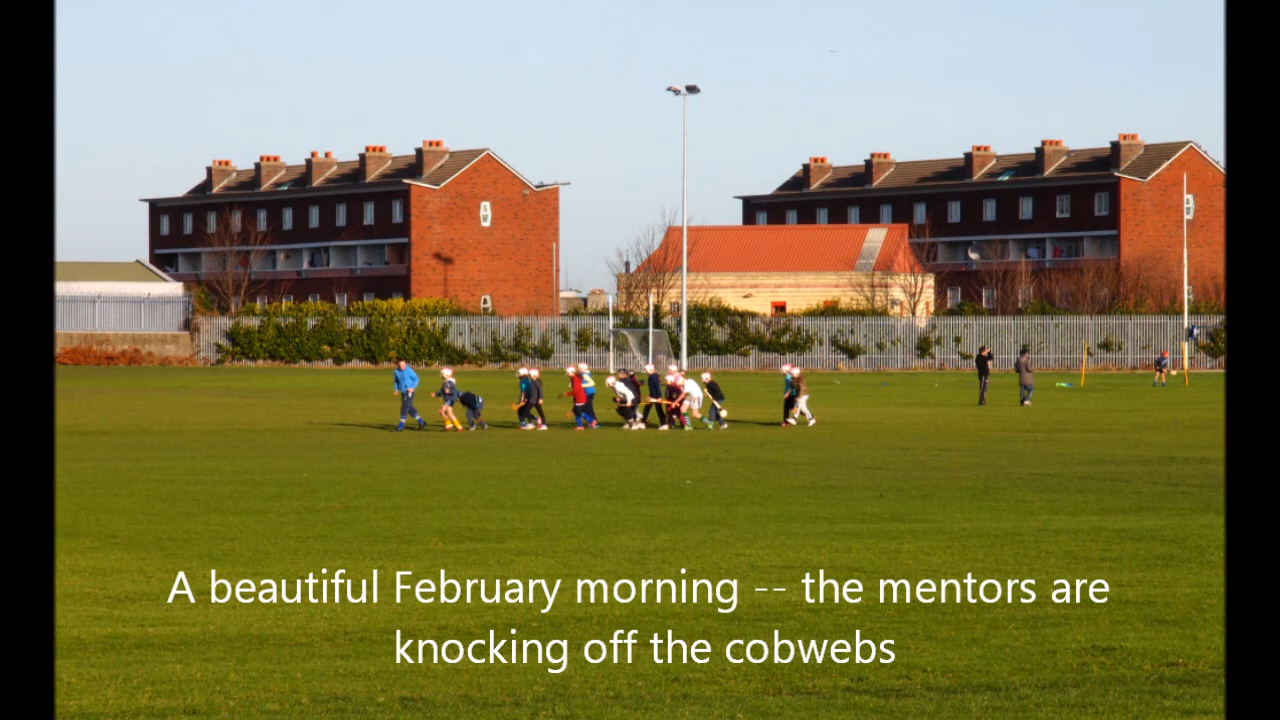 A beautiful February morning -- the mentors are
knocking off the cobwebs